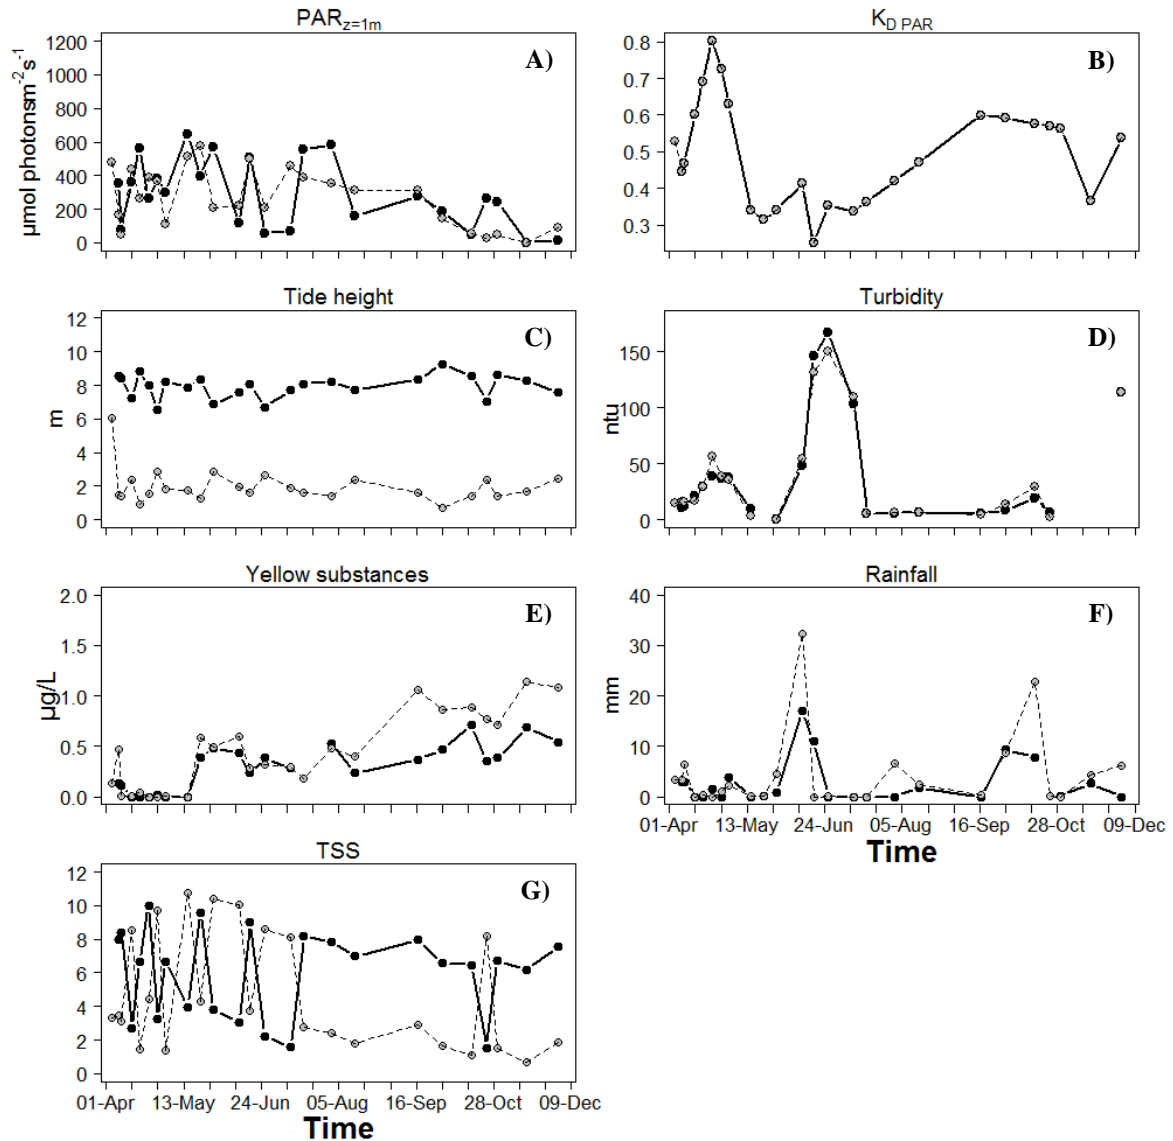 PARz=1m
1200
1000
800
600
400
200
0
µmol photonsm-2s-1
A)
KD PAR
0.8
0.7
0.6
0.5
0.4
0.3
B)
Tide height
12
10
8
6
4
2
0
m
C)
Turbidity
150
100
50
0
ntu
D)
Yellow substances
2.0
1.5
1.0
0.5
0.0
µg/L
E)
Rainfall
40
30
20
10
0
mm
F)
01-Apr 13-May 24-Jun 05-Aug 16-Sep 28-Oct 09-Dec
Time
TSS
12
10
8
6
4
2
0
G)
01-Apr 13-May 24-Jun 05-Aug 16-Sep 28-Oct 09-Dec
Time